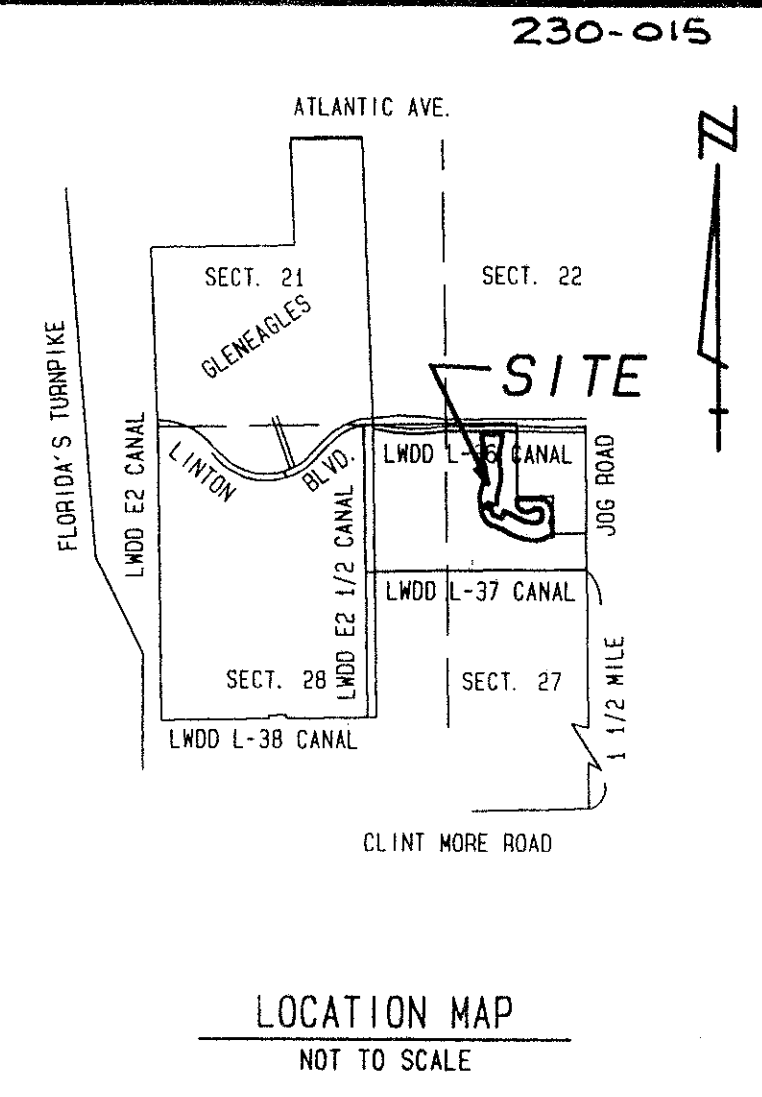 230-015
ATLANTIC AVE.
N
SECT. 21
SECT. 22
GLENEAGLES
FLORIDA'S TURNPIKE
SITE
LWDD E2 CANAL
LINTON BLVD.
LWDD L-36 CANAL
JOG ROAD
LWDD E2 1/2 CANAL
LWDD L-37 CANAL
SECT. 28
SECT. 27
1 1/2 MILE
LWDD L-38 CANAL
CLINT MORE ROAD
LOCATION MAP
NOT TO SCALE